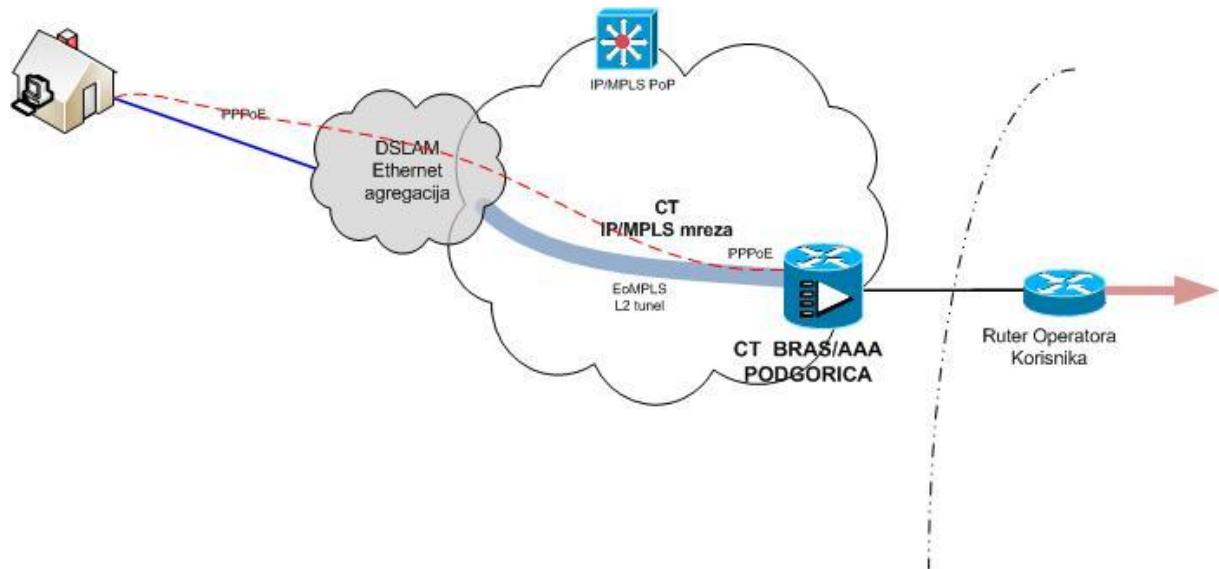 IP/MPLS PoP
PPPoE
DSLAM
Ethernet
agregacija
CT
IP/MPLS mreza
PPPoE
EoMPLS
L2 tunel
CT BRAS/AAA
PODGORICA
Ruter Operatora
Korisnika